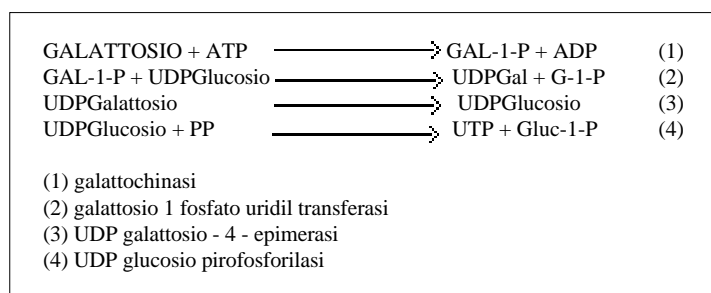 GALATTOSIO + ATP → GAL-1-P + ADP (1)
GAL-1-P + UDPGlucosio → UDPGal + G-1-P (2)
UDPGalattosio → UDPGlucosio (3)
UDPGlucosio + PP → UTP + Gluc-1-P (4)
(1) galattochinasi
(2) galattosio 1 fosfato uridil transferasi
(3) UDP galattosio - 4 - epimerasi
(4) UDP glucosio pirofosforilasi